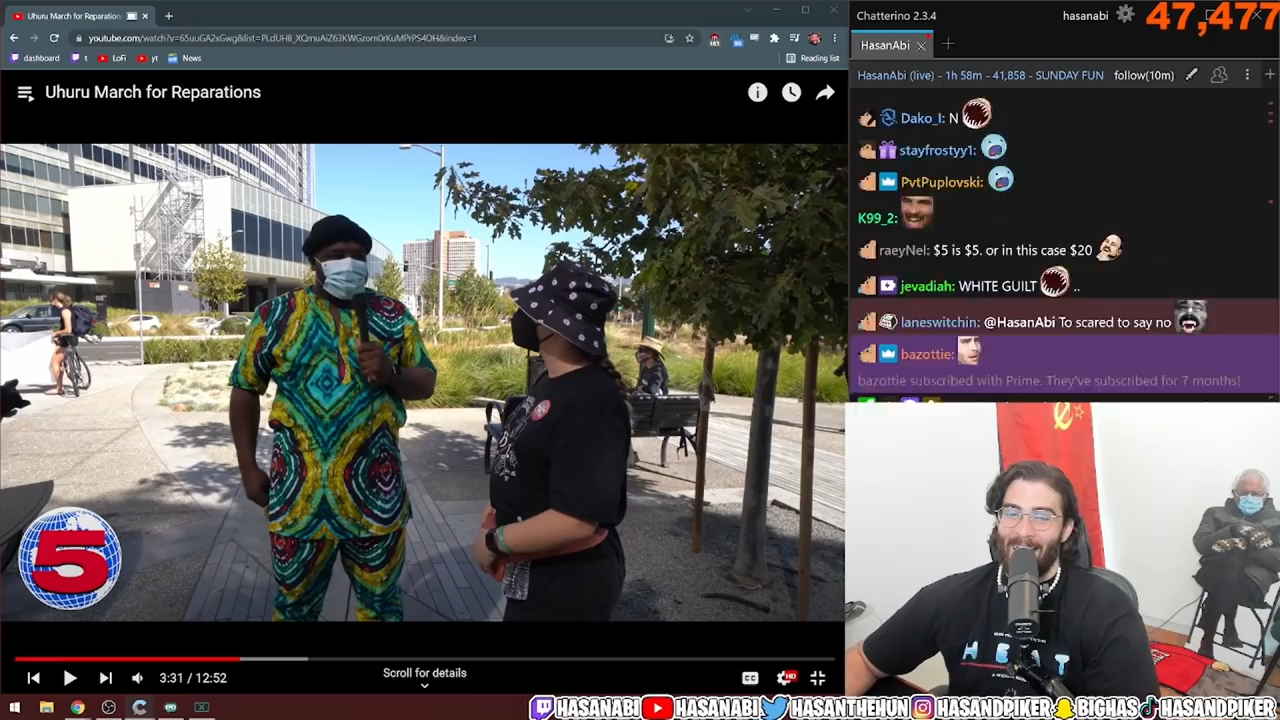 Uhuru March for Reparation
youtube.com/watch?v=65uuGA2xGwg&list=PLdUH8_XQmuAiZ63KWGzom0rKuMPrPS4OH&index=1
dashboard
t
LoFi
yt
News
Reading list
Uhuru March for Reparations
5
3:31 / 12:52
Scroll for details
CC
HD
Chatterino 2.3.4
hasanabi
47,477
HasanAbi
HasanAbi (live) - 1h 58m - 41,858 - SUNDAY FUN
follow(10m)
Dako_I: N
stayfrostyy1:
PvtPuplovski:
K99_2:
raeyNel: $5 is $5. or in this case $20
jevadiah: WHITE GUILT ..
laneswitchin: @HasanAbi To scared to say no
bazottie:
bazottie subscribed with Prime. They've subscribed for 7 months!
HEAT
HASANABI
HASANABI
HASANTHEHUN
HASANDPIKER
BIGHAS
HASANDPIKER